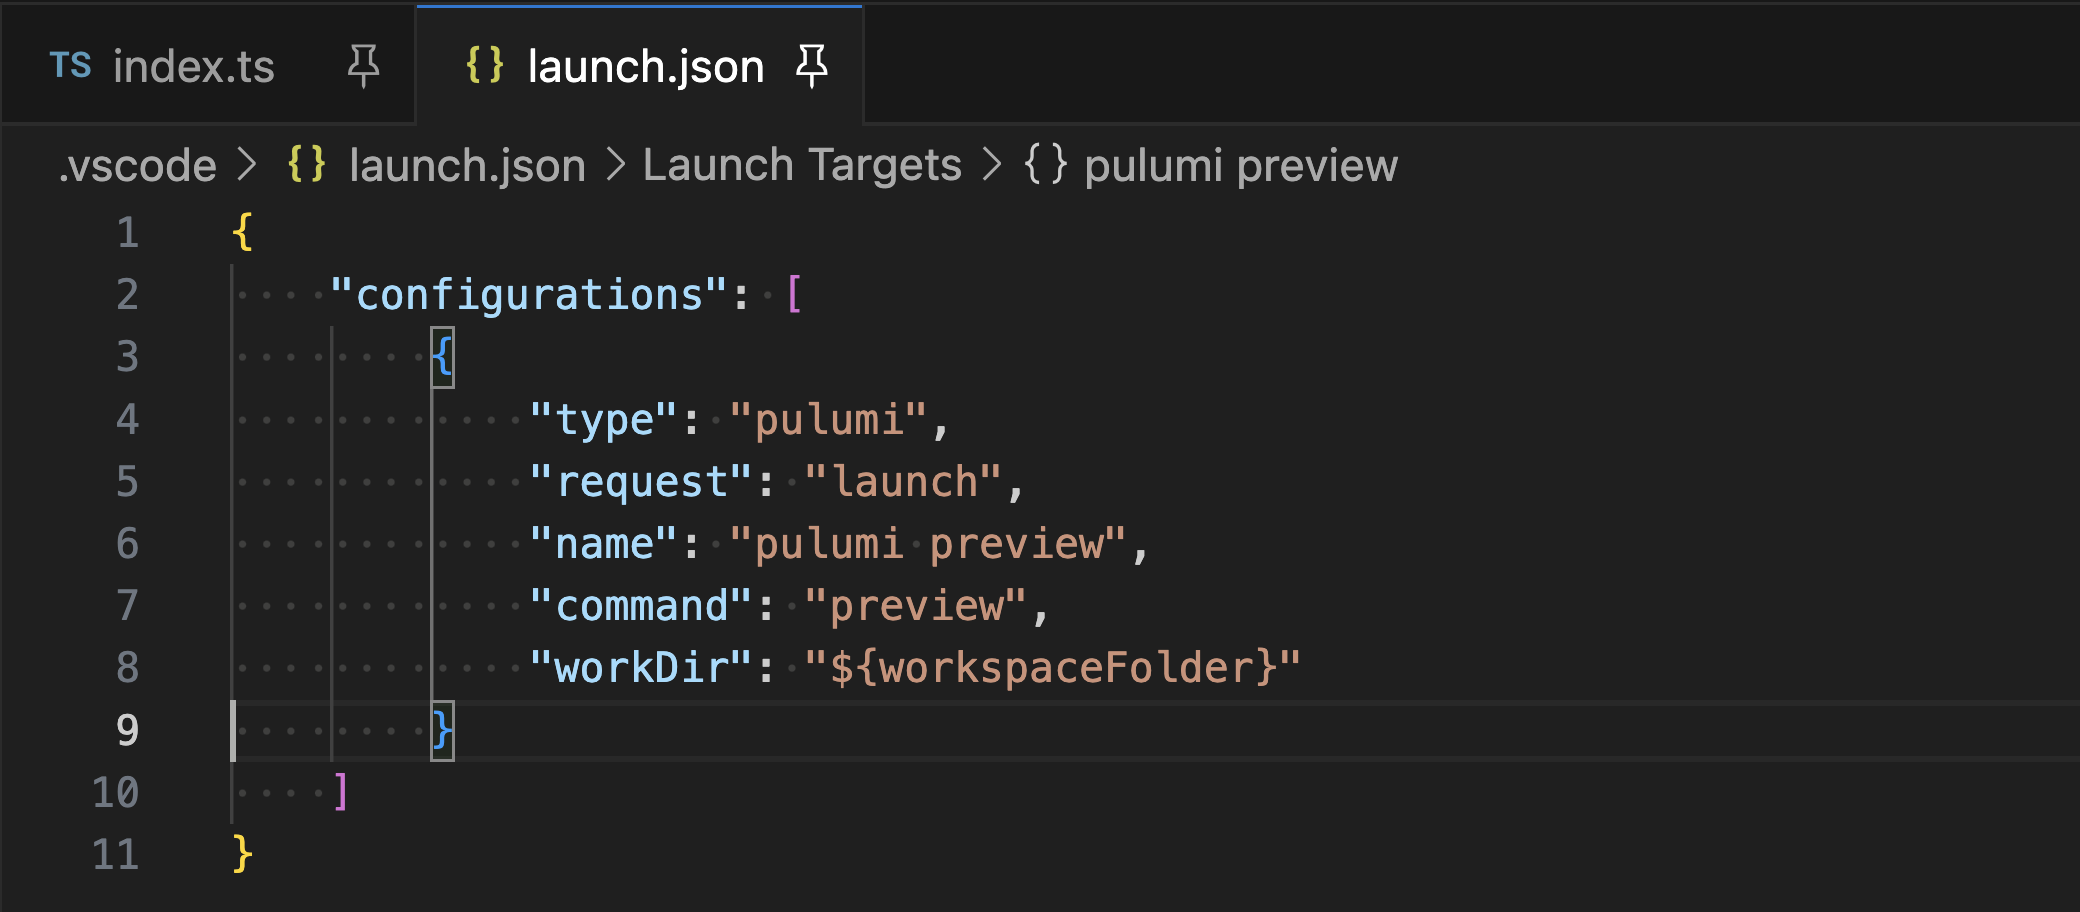 TS index.ts {} launch.json
.vscode > {} launch.json > Launch Targets > {} pulumi preview
1 {
2 "configurations": [
3 {
4 "type": "pulumi",
5 "request": "launch",
6 "name": "pulumi preview",
7 "command": "preview",
8 "workDir": "${workspaceFolder}"
9 }
10 ]
11 }